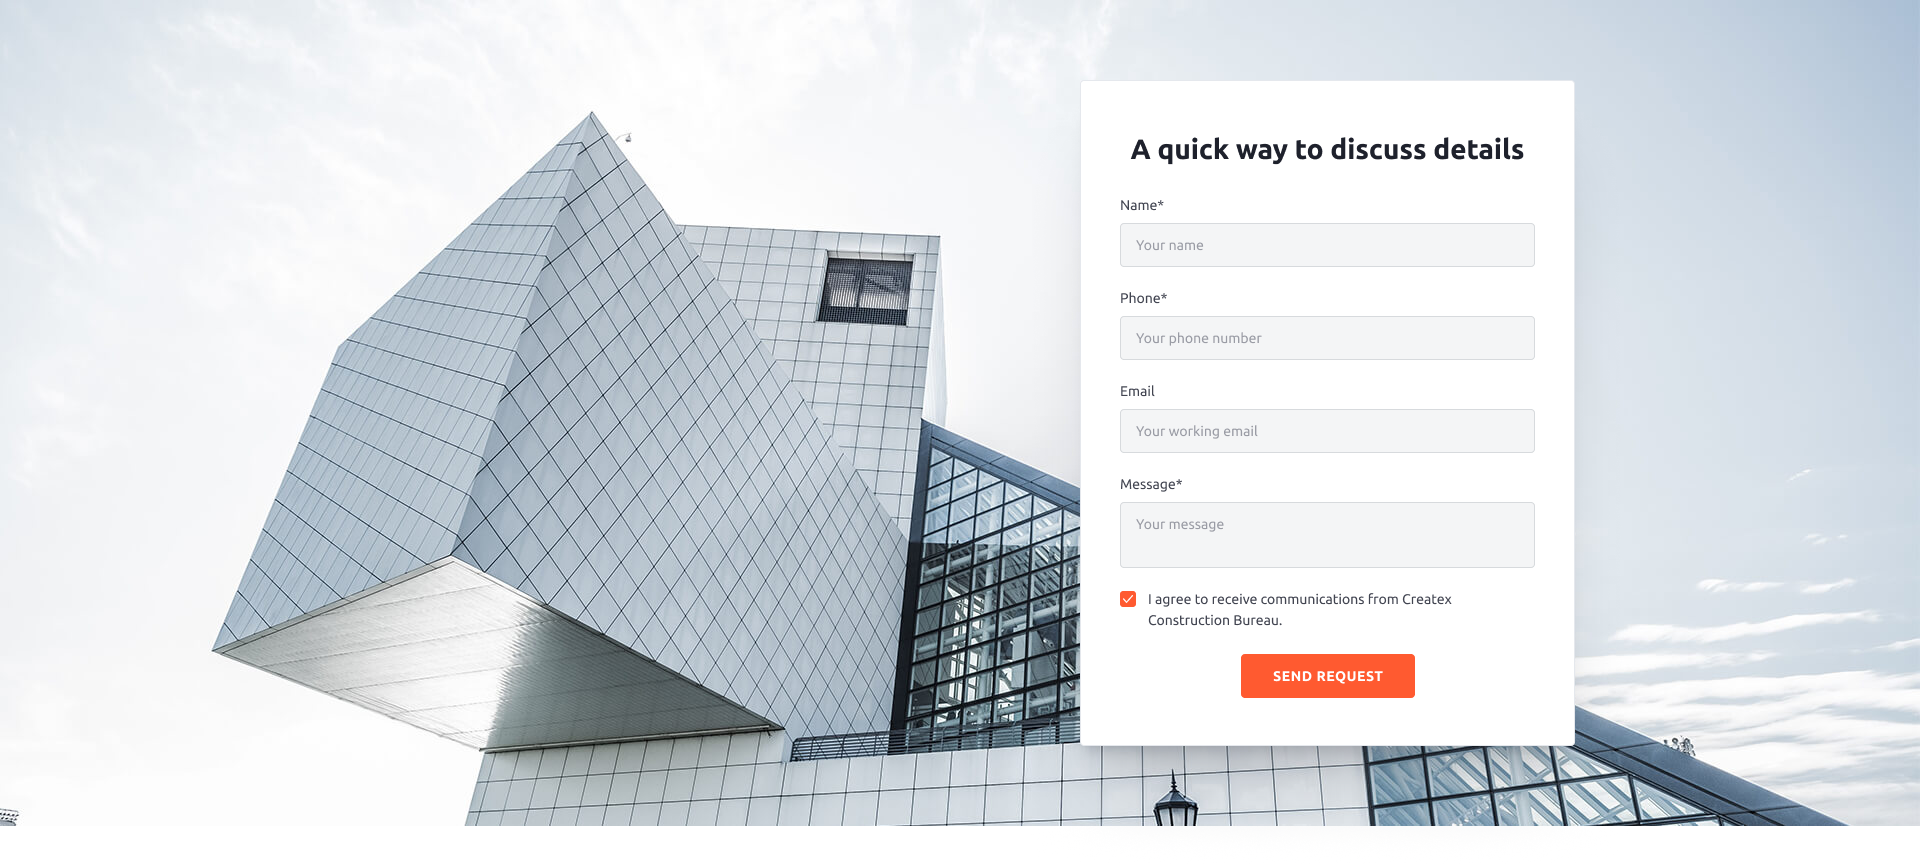 A quick way to discuss details
Name*
Your name
Phone*
Your phone number
Email
Your working email
Message*
Your message
I agree to receive communications from Createx
Construction Bureau.
SEND REQUEST